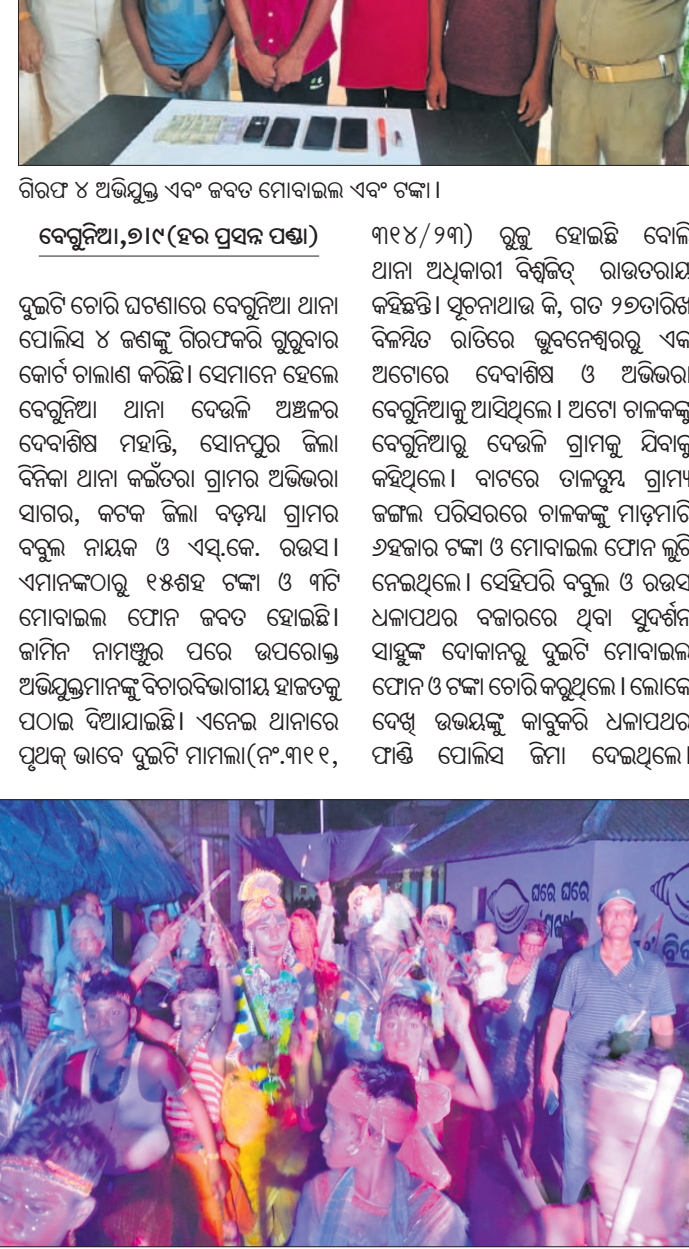 ଗିରଫ ୪ ଅଭିଯୁକ୍ତ ଏବଂ ଜବତ ମୋବାଇଲ ଏବଂ ଟଙ୍କା।
ବେଗୁନିଆ,୭।୯(ହର ପ୍ରସନ୍ନ ପଣ୍ଡା)
ଦୁଇଟି ଚୋରି ଘଟଣାରେ ବେଗୁନିଆ ଥାନା
ପୋଲିସ ୪ ଜଣଙ୍କୁ ଗିରଫକରି ଗୁରୁବାର
କୋର୍ଟ ଚାଲାଣ କରିଛି। ସେମାନେ ହେଲେ
ବେଗୁନିଆ ଥାନା ଦେଉଳି ଅଞ୍ଚଳର
ଦେବାଶିଷ ମହାନ୍ତି, ସୋନପୁର ଜିଲା
ବିନିକା ଥାନା କଇଁତରା ଗ୍ରାମର ଅଭିଭରା
ସାଗର, କଟକ ଜିଲା ବଡ଼ମ୍ବା ଗ୍ରାମର
ବବୁଲ ନାୟକ ଓ ଏସ୍.କେ. ରଉସ।
ଏମାନଙ୍କଠାରୁ ୧୫ଶହ ଟଙ୍କା ଓ ୩ଟି
ମୋବାଇଲ ଫୋନ ଜବତ ହୋଇଛି।
ଜାମିନ ନାମଞ୍ଜୁର ପରେ ଉପରୋକ୍ତ
ଅଭିଯୁକ୍ତମାନଙ୍କୁ ବିଚାରବିଭାଗୀୟ ହାଜତକୁ
ପଠାଇ ଦିଆଯାଇଛି। ଏନେଇ ଥାନାରେ
ପୃଥକ୍ ଭାବେ ଦୁଇଟି ମାମଲା(ନଂ.୩୧୧,
୩୧୪/୨୩) ରୁଜୁ ହୋଇଛି ବୋଲି
ଥାନା ଅଧିକାରୀ ବିଶ୍ୱଜିତ୍ ରାଉତରାୟ
କହିଛନ୍ତି। ସୂଚନାଥାଉ କି, ଗତ ୨୭ତାରିଖ
ବିଳମ୍ବିତ ରାତିରେ ଭୁବନେଶ୍ୱରରୁ ଏକ
ଅଟୋରେ ଦେବାଶିଷ ଓ ଅଭିଭରା
ବେଗୁନିଆକୁ ଆସିଥିଲେ। ଅଟୋ ଚାଳକଙ୍କୁ
ବେଗୁନିଆରୁ ଦେଉଳି ଗ୍ରାମକୁ ଯିବାକୁ
କହିଥିଲେ। ବାଟରେ ତାଳତୁମ୍ବ ଗ୍ରାମ୍ୟ
ଜଙ୍ଗଲ ପରିସରରେ ଚାଳକଙ୍କୁ ମାଡ଼ମାରି
୬ହଜାର ଟଙ୍କା ଓ ମୋବାଇଲ ଫୋନ ଲୁଟି
ନେଇଥିଲେ। ସେହିପରି ବବୁଲ ଓ ରଉସ
ଧଳାପଥର ବଜାରରେ ଥିବା ସୁଦର୍ଶନ
ସାହୁଙ୍କ ଦୋକାନରୁ ଦୁଇଟି ମୋବାଇଲ
ଫୋନ ଓ ଟଙ୍କା ଚୋରି କରୁଥିଲେ। ଲୋକେ
ଦେଖି ଉଭୟଙ୍କୁ କାବୁକରି ଧଳାପଥର
ଫାଣ୍ଡି ପୋଲିସ ଜିମା ଦେଇଥିଲେ।
ଘରେ ଘରେ